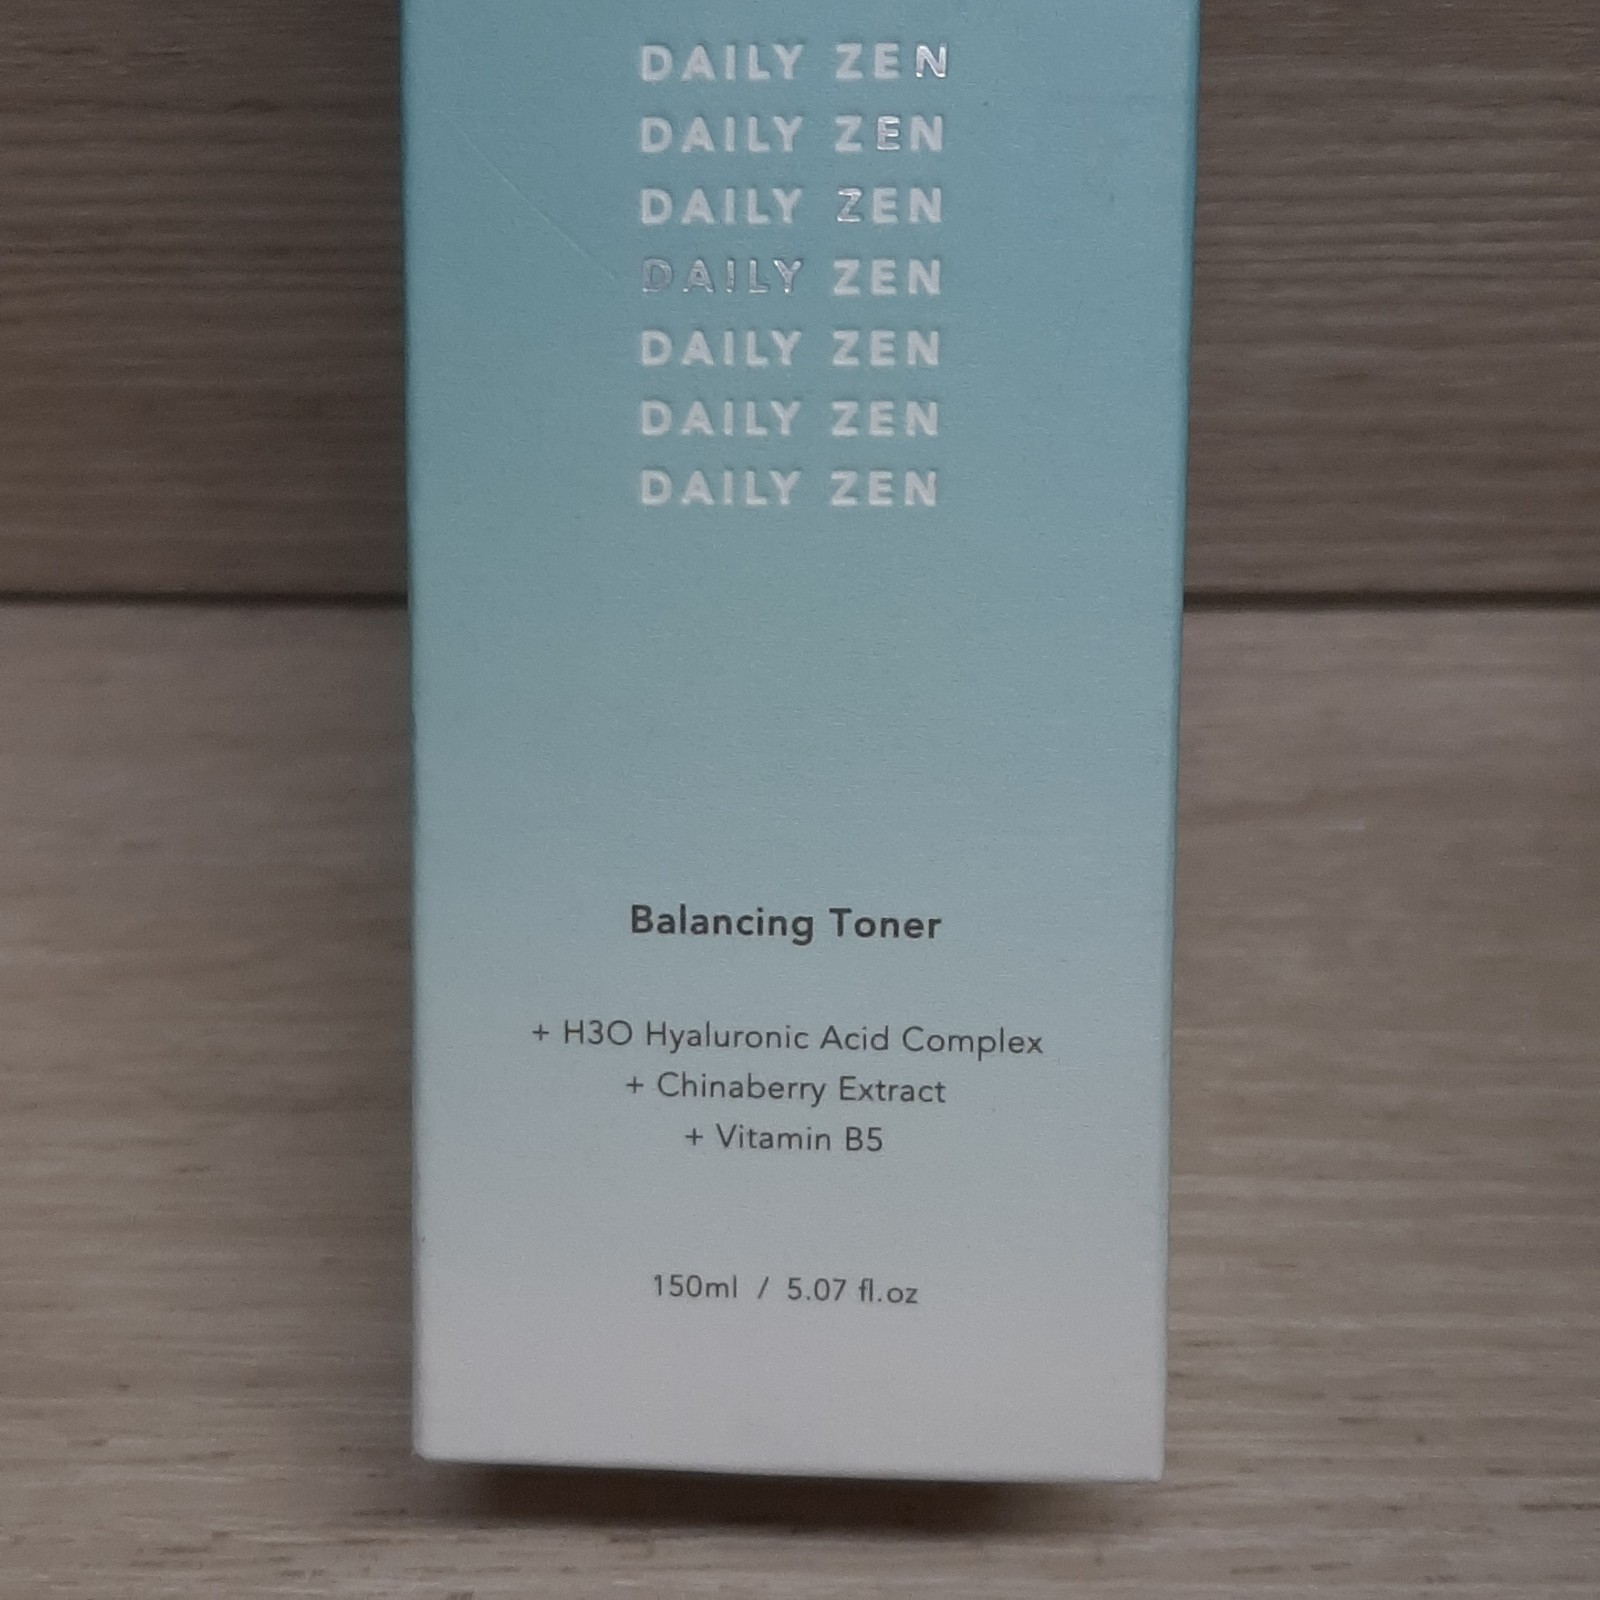 DAILY ZEN
DAILY ZEN
DAILY ZEN
DAILY ZEN
DAILY ZEN
DAILY ZEN
DAILY ZEN
Balancing Toner
+ H3O Hyaluronic Acid Complex
+ Chinaberry Extract
+ Vitamin B5
150ml / 5.07 fl.oz